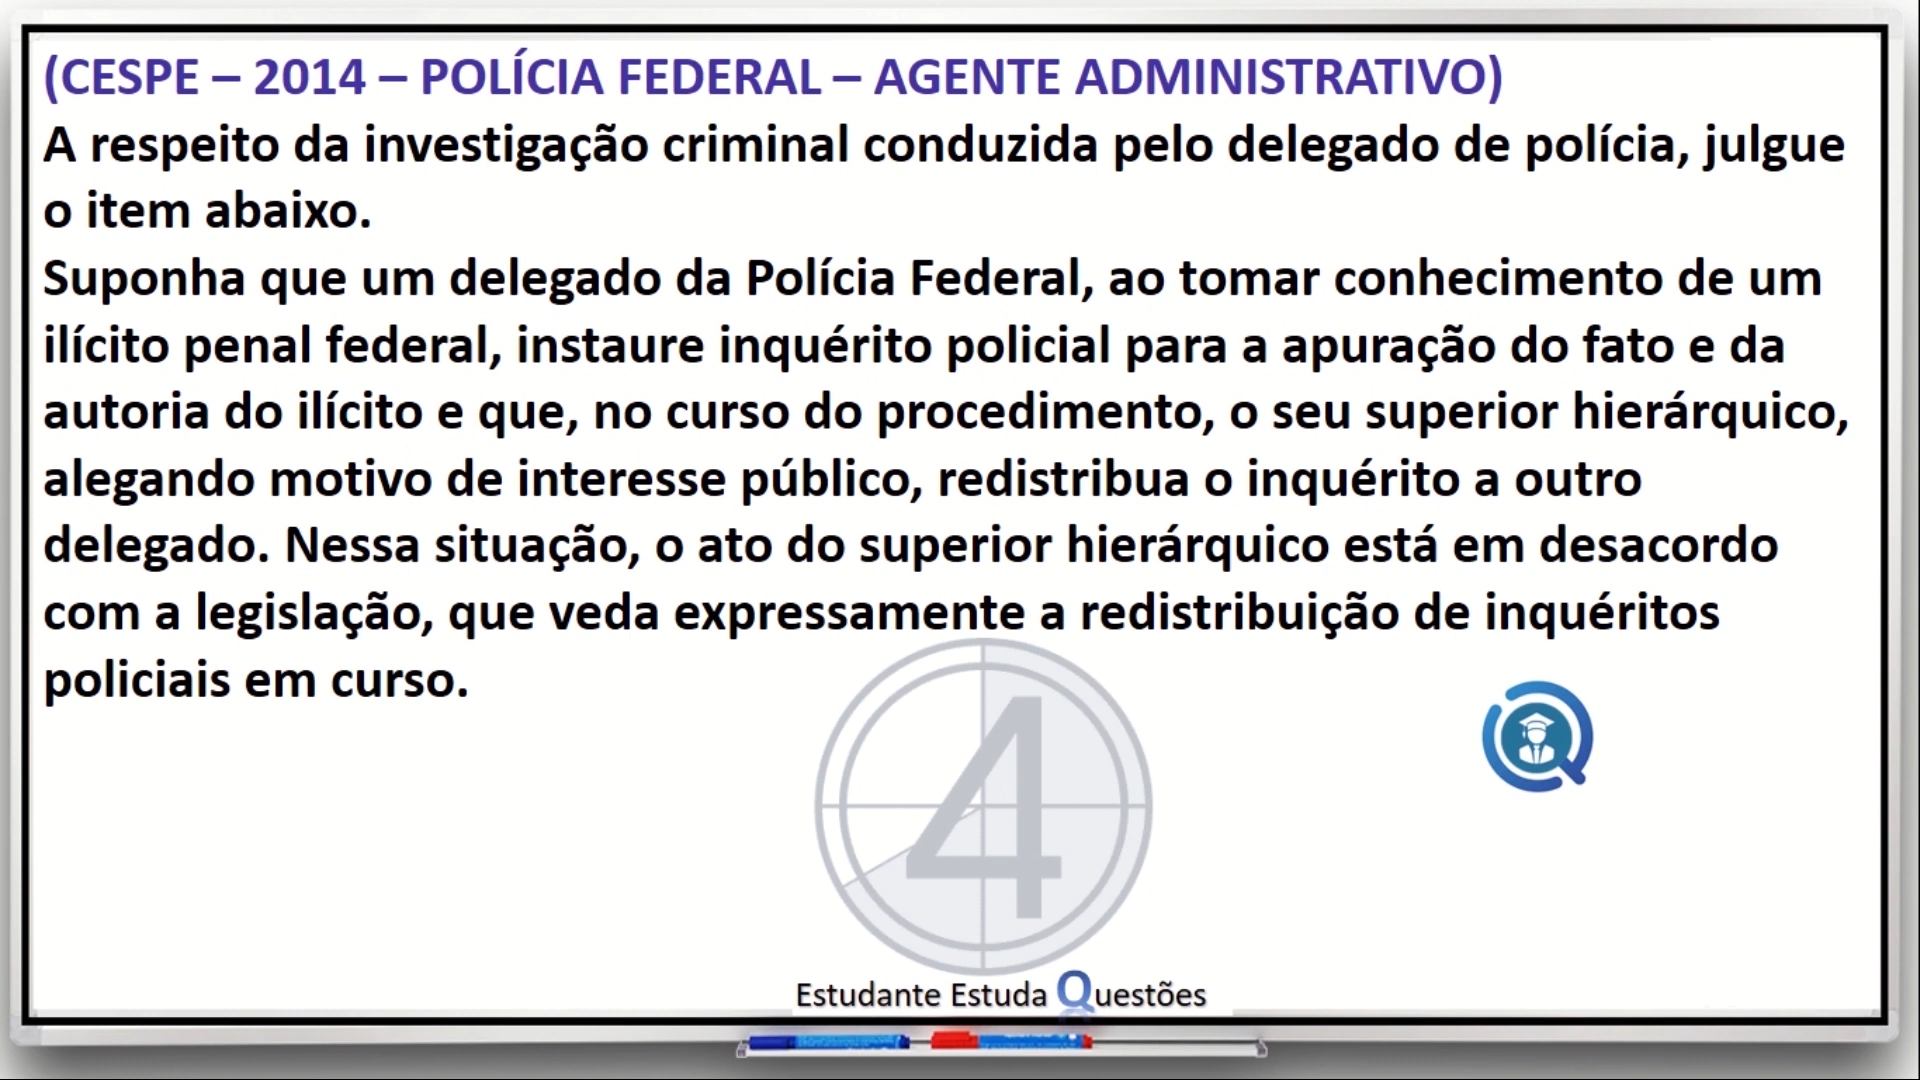 (CESPE – 2014 – POLÍCIA FEDERAL – AGENTE ADMINISTRATIVO)
A respeito da investigação criminal conduzida pelo delegado de polícia, julgue
o item abaixo.
Suponha que um delegado da Polícia Federal, ao tomar conhecimento de um
ilícito penal federal, instaure inquérito policial para a apuração do fato e da
autoria do ilícito e que, no curso do procedimento, o seu superior hierárquico,
alegando motivo de interesse público, redistribua o inquérito a outro
delegado. Nessa situação, o ato do superior hierárquico está em desacordo
com a legislação, que veda expressamente a redistribuição de inquéritos
policiais em curso.
4
Estudante Estuda Questões